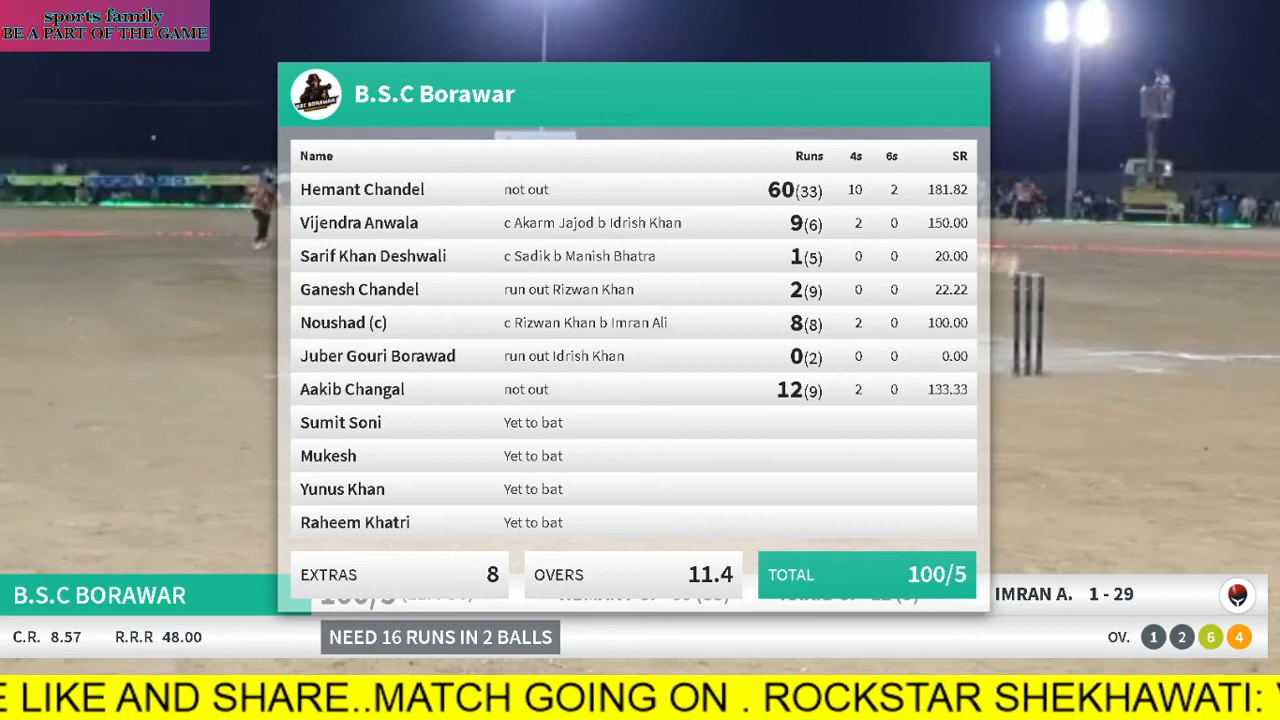 sports family
BE A PART OF THE GAME
B.S.C Borawar
Name Runs 4s 6s SR
Hemant Chandel not out 60(33) 10 2 181.82
Vijendra Anwala c Akarm Jajod b Idrish Khan 9(6) 2 0 150.00
Sarif Khan Deshwali c Sadik b Manish Bhatra 1(5) 0 0 20.00
Ganesh Chandel run out Rizwan Khan 2(9) 0 0 22.22
Noushad (c) c Rizwan Khan b Imran Ali 8(8) 2 0 100.00
Juber Gouri Borawad run out Idrish Khan 0(2) 0 0 0.00
Aakib Changal not out 12(9) 2 0 133.33
Sumit Soni Yet to bat
Mukesh Yet to bat
Yunus Khan Yet to bat
Raheem Khatri Yet to bat
EXTRAS 8 OVERS 11.4 TOTAL 100/5
B.S.C BORAWAR IMRAN A. 1 - 29
C.R. 8.57 R.R.R 48.00 NEED 16 RUNS IN 2 BALLS OV. 1 2 6 4
E LIKE AND SHARE..MATCH GOING ON . ROCKSTAR SHEKHAWATI: